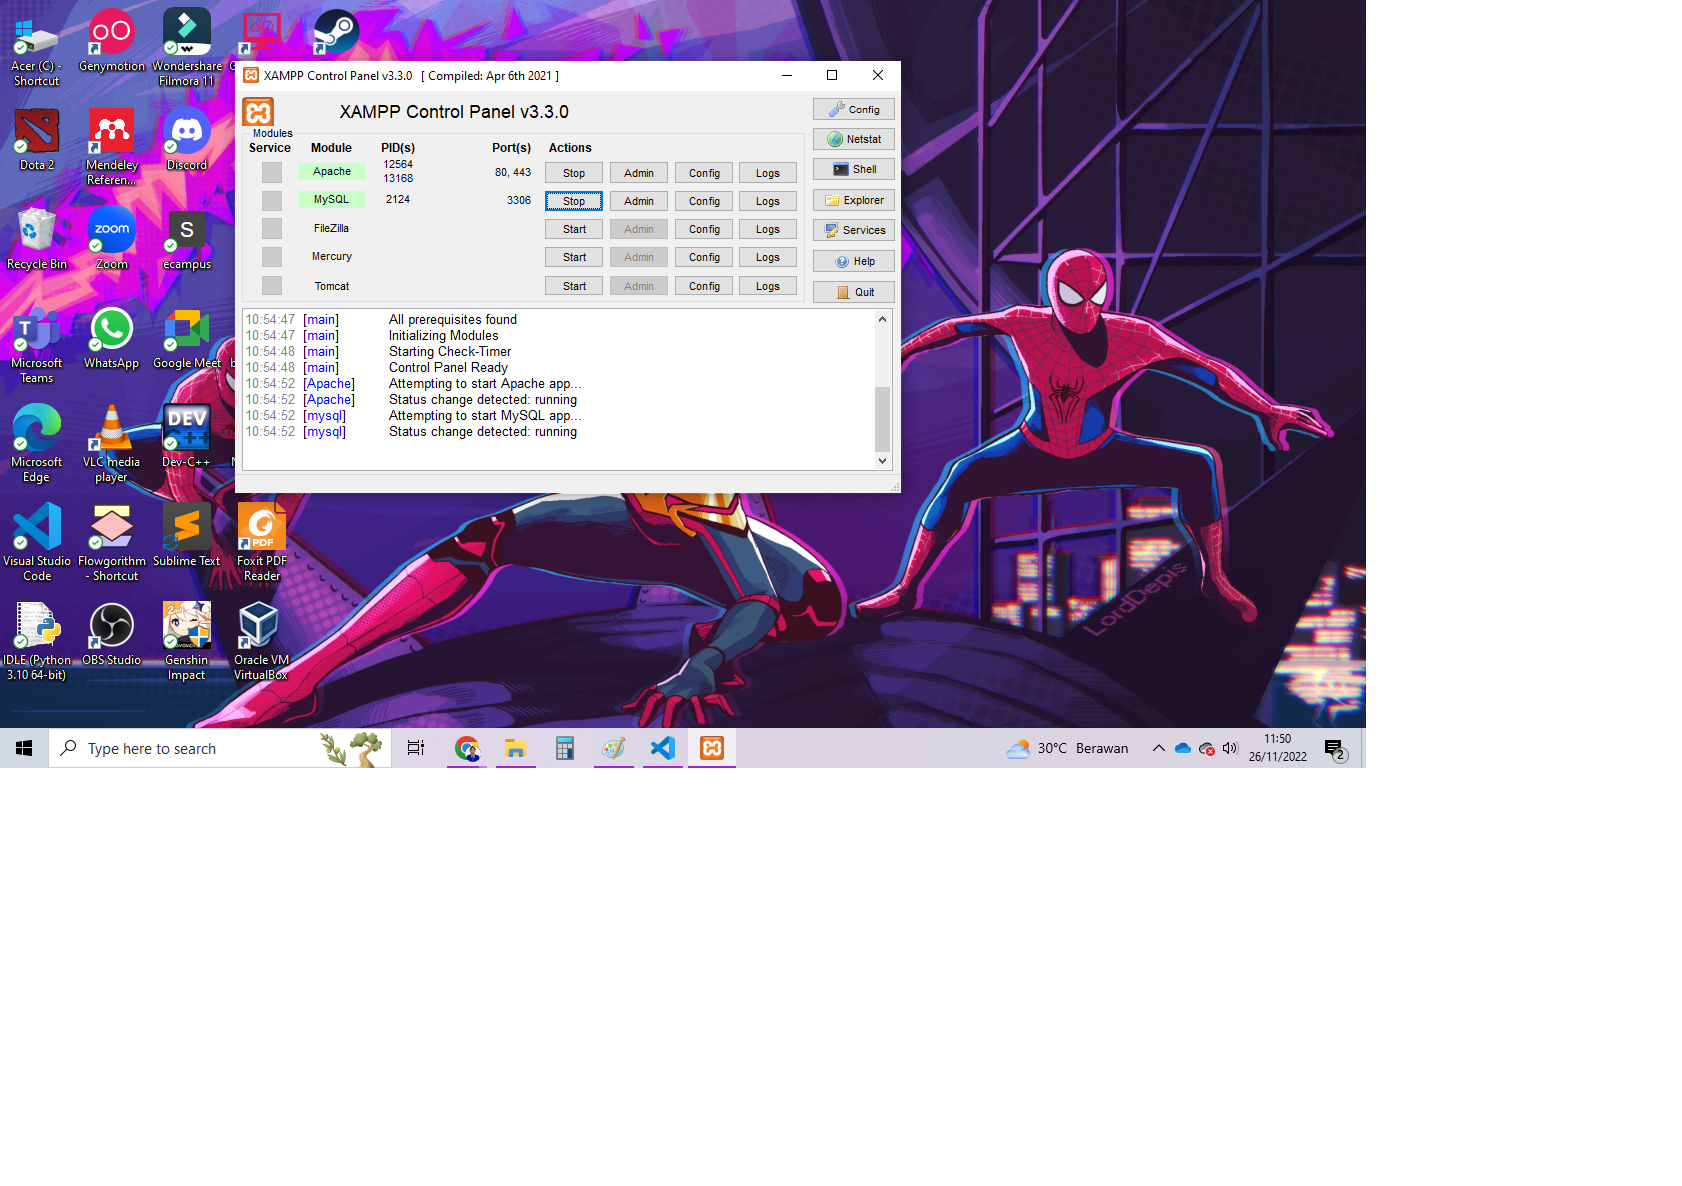 Acer (C) -
Shortcut
Genymotion
Wondershare
Filmora 11
Dota 2
Mendeley
Referen...
Discord
Recycle Bin
zoom
Zoom
S
ecampus
Microsoft
Teams
WhatsApp
Google Meet
Microsoft
Edge
VLC media
player
DEV
C++
Dev-C++
Visual Studio
Code
Flowgorithm
- Shortcut
Sublime Text
PDF
Foxit PDF
Reader
IDLE (Python
3.10 64-bit)
OBS Studio
2nd
Genshin
Impact
Oracle VM
VirtualBox
XAMPP Control Panel v3.3.0 [ Compiled: Apr 6th 2021 ]
XAMPP Control Panel v3.3.0
Modules
Service Module PID(s) Port(s) Actions
Apache 12564 13168 80, 443 Stop Admin Config Logs
MySQL 2124 3306 Stop Admin Config Logs
FileZilla Start Admin Config Logs
Mercury Start Admin Config Logs
Tomcat Start Admin Config Logs
Config
Netstat
Shell
Explorer
Services
Help
Quit
10:54:47 [main] All prerequisites found
10:54:47 [main] Initializing Modules
10:54:48 [main] Starting Check-Timer
10:54:48 [main] Control Panel Ready
10:54:52 [Apache] Attempting to start Apache app...
10:54:52 [Apache] Status change detected: running
10:54:52 [mysql] Attempting to start MySQL app...
10:54:52 [mysql] Status change detected: running
LordDepis
Type here to search
30°C Berawan
11:50
26/11/2022
2